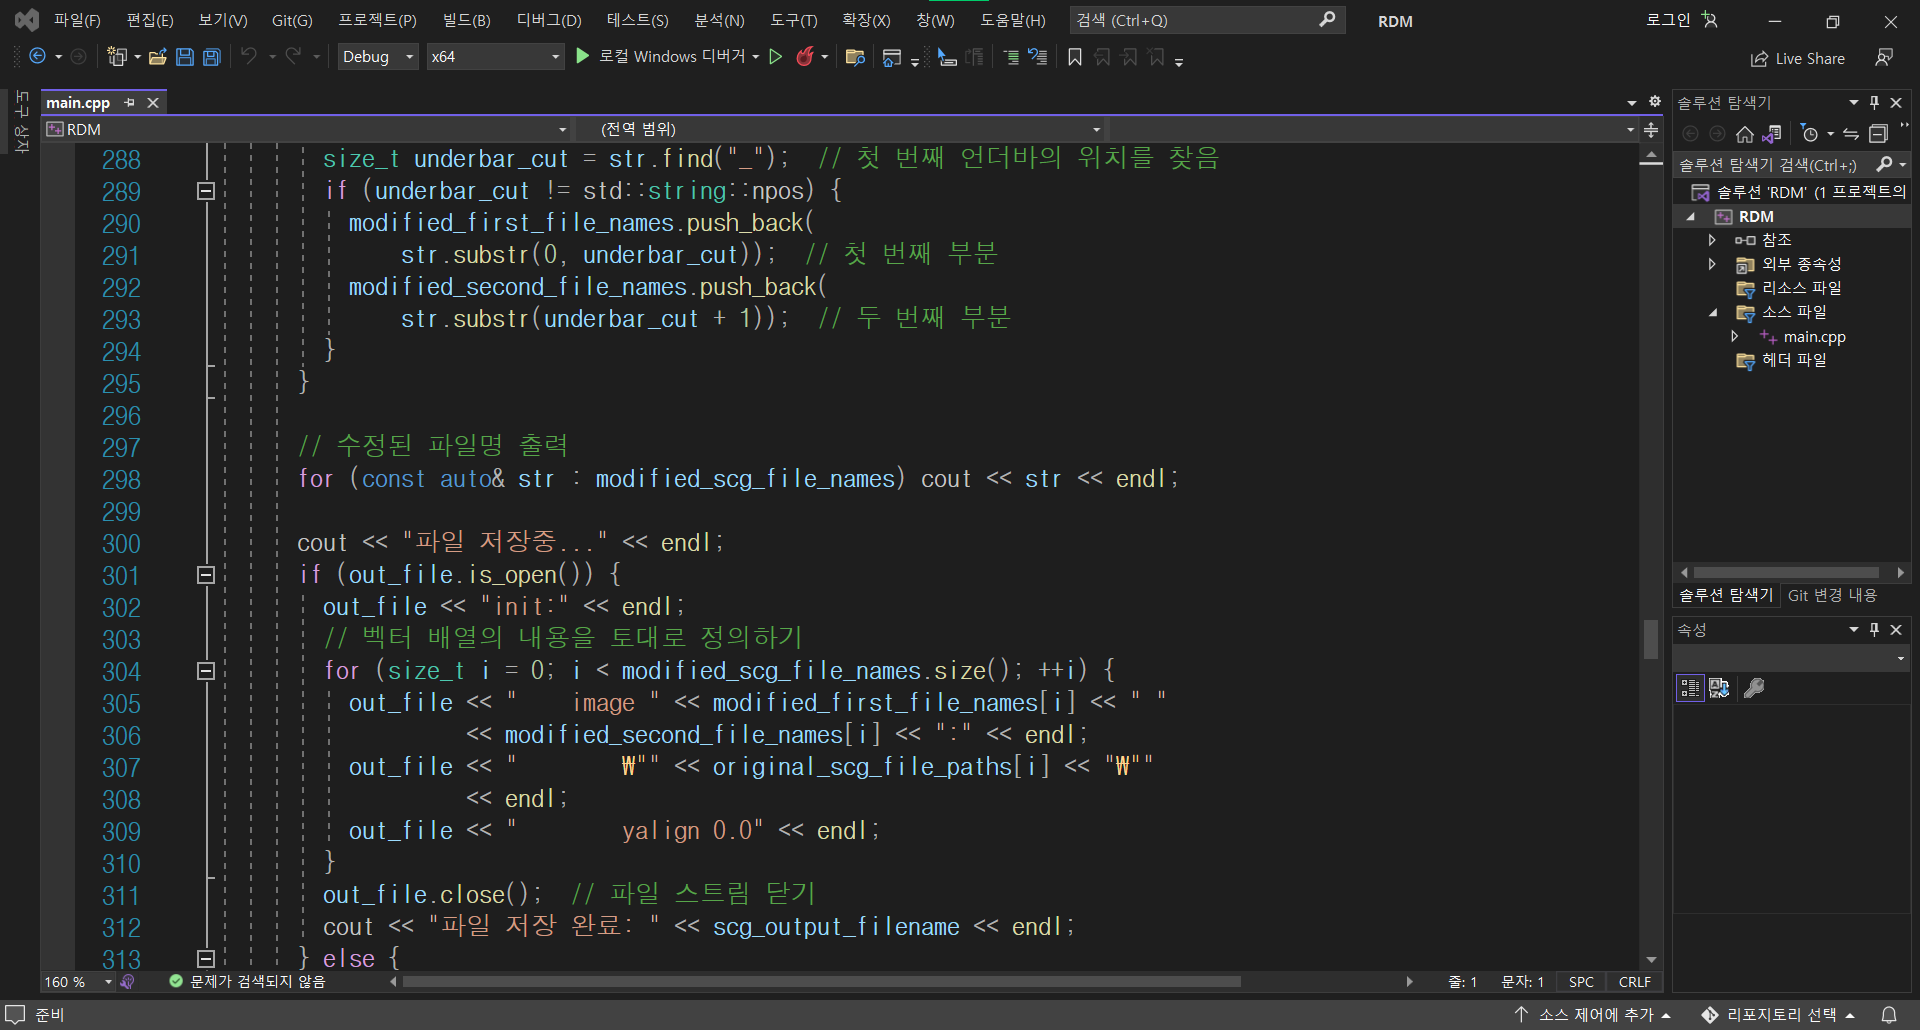 파일(F) 편집(E) 보기(V) Git(G) 프로젝트(P) 빌드(B) 디버그(D) 테스트(S) 분석(N) 도구(T) 확장(X) 창(W) 도움말(H) 검색 (Ctrl+Q) RDM 로그인
Debug x64 로컬 Windows 디버거 Live Share
도구 상자
main.cpp
RDM (전역 범위)
288 size_t underbar_cut = str.find("_");  // 첫 번째 언더바의 위치를 찾음
289 if (underbar_cut != std::string::npos) {
290 modified_first_file_names.push_back(
291 str.substr(0, underbar_cut));  // 첫 번째 부분
292 modified_second_file_names.push_back(
293 str.substr(underbar_cut + 1));  // 두 번째 부분
294 }
295 }
296
297 // 수정된 파일명 출력
298 for (const auto& str : modified_scg_file_names) cout << str << endl;
299
300 cout << "파일 저장중..." << endl;
301 if (out_file.is_open()) {
302 out_file << "init:" << endl;
303 // 벡터 배열의 내용을 토대로 정의하기
304 for (size_t i = 0; i < modified_scg_file_names.size(); ++i) {
305 out_file << "    image " << modified_first_file_names[i] << " "
306 << modified_second_file_names[i] << ":" << endl;
307 out_file << "        ₩"" << original_scg_file_paths[i] << "₩""
308 << endl;
309 out_file << "        yalign 0.0" << endl;
310 }
311 out_file.close();  // 파일 스트림 닫기
312 cout << "파일 저장 완료: " << scg_output_filename << endl;
313 } else {
160 % 문제가 검색되지 않음 줄: 1 문자: 1 SPC CRLF
솔루션 탐색기
솔루션 탐색기 검색(Ctrl+;)
솔루션 'RDM' (1 프로젝트의
RDM
참조
외부 종속성
리소스 파일
소스 파일
main.cpp
헤더 파일
솔루션 탐색기 Git 변경 내용
속성
준비 소스 제어에 추가 리포지토리 선택